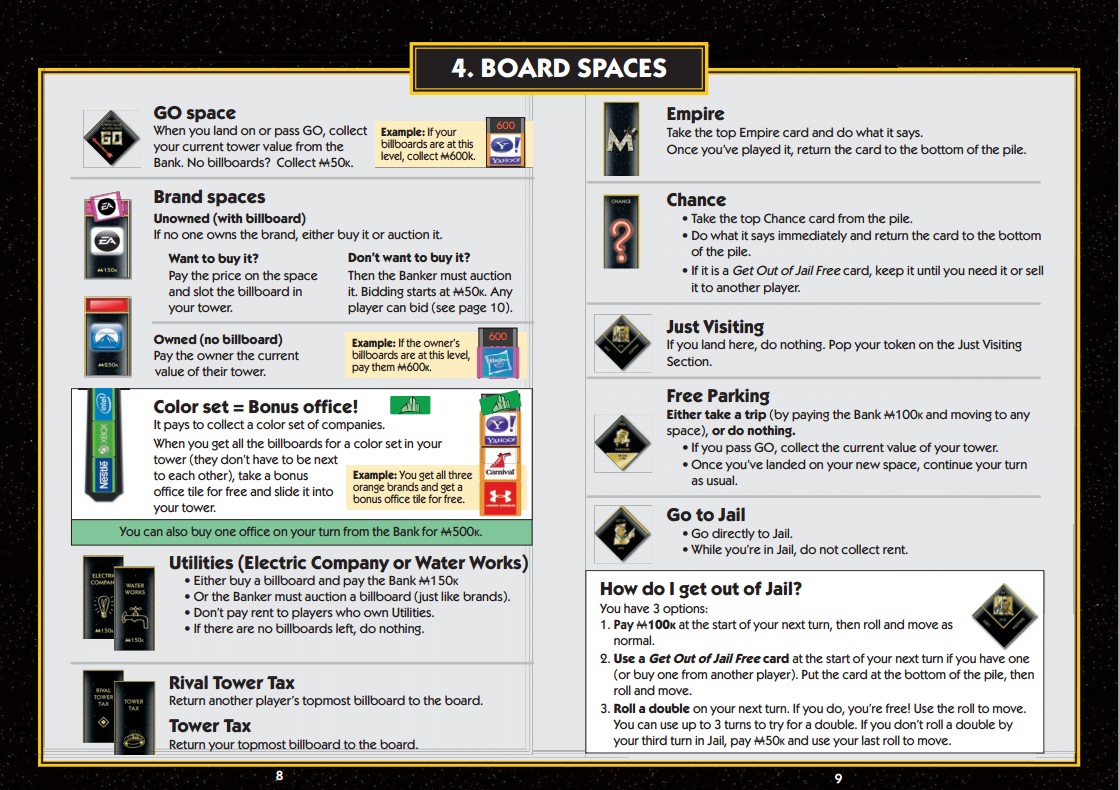 4. BOARD SPACES
GO space
When you land on or pass GO, collect
your current tower value from the
Bank. No billboards? Collect ₩50K.
Example: If your
billboards are at this
level, collect ₩600K.
600
Y!
YAHOO!
GO
Brand spaces
Unowned (with billboard)
If no one owns the brand, either buy it or auction it.
EA
EA
₩150K
Want to buy it?
Pay the price on the space
and slot the billboard in
your tower.
Don't want to buy it?
Then the Banker must auction
it. Bidding starts at ₩50K. Any
player can bid (see page 10).
₩250K
Owned (no billboard)
Pay the owner the current
value of their tower.
Example: If the owner's
billboards are at this level,
pay them ₩600K.
600
Hasbro
intel
XBOX
Nestlé
Color set = Bonus office!
It pays to collect a color set of companies.
When you get all the billboards for a color set in your
tower (they don't have to be next
to each other), take a bonus
office tile for free and slide it into
your tower.
Example: You get all three
orange brands and get a
bonus office tile for free.
Y!
YAHOO!
Carnival
UNDER ARMOUR
You can also buy one office on your turn from the Bank for ₩500K.
ELECTRIC
COMPANY
₩150K
WATER
WORKS
₩150K
Utilities (Electric Company or Water Works)
• Either buy a billboard and pay the Bank ₩150K
• Or the Banker must auction a billboard (just like brands).
• Don't pay rent to players who own Utilities.
• If there are no billboards left, do nothing.
RIVAL
TOWER
TAX
TOWER
TAX
Rival Tower Tax
Return another player's topmost billboard to the board.
Tower Tax
Return your topmost billboard to the board.
8
M
Empire
Take the top Empire card and do what it says.
Once you've played it, return the card to the bottom of the pile.
CHANCE
?
Chance
• Take the top Chance card from the pile.
• Do what it says immediately and return the card to the bottom
of the pile.
• If it is a Get Out of Jail Free card, keep it until you need it or sell
it to another player.
Just Visiting
If you land here, do nothing. Pop your token on the Just Visiting
Section.
Free Parking
Either take a trip (by paying the Bank ₩100K and moving to any
space), or do nothing.
• If you pass GO, collect the current value of your tower.
• Once you've landed on your new space, continue your turn
as usual.
Go to Jail
• Go directly to Jail.
• While you're in Jail, do not collect rent.
How do I get out of Jail?
You have 3 options:
1. Pay ₩100K at the start of your next turn, then roll and move as
normal.
2. Use a Get Out of Jail Free card at the start of your next turn if you have one
(or buy one from another player). Put the card at the bottom of the pile, then
roll and move.
3. Roll a double on your next turn. If you do, you're free! Use the roll to move.
You can use up to 3 turns to try for a double. If you don't roll a double by
your third turn in Jail, pay ₩50K and use your last roll to move.
9